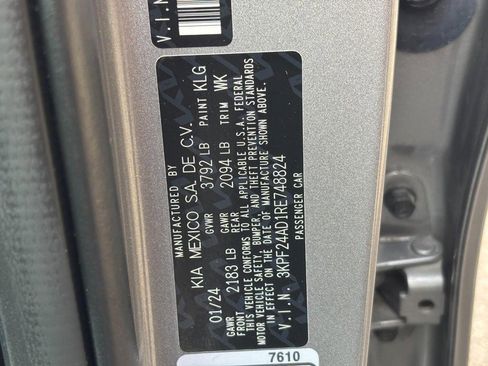 V.I.N
MANUFACTURED BY
KIA MEXICO S.A. DE C.V.
01/24 GVWR 3792 LB PAINT KLG
GAWR FRONT 2183 LB GAWR REAR 2094 LB TRIM WK
THIS VEHICLE CONFORMS TO ALL APPLICABLE U.S.A. FEDERAL
MOTOR VEHICLE SAFETY, BUMPER, AND THEFT PREVENTION STANDARDS
IN EFFECT ON THE DATE OF MANUFACTURE SHOWN ABOVE.
V.I.N. 3KPF24AD1RE748824
PASSENGER CAR
7610